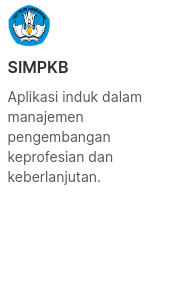 SIMPKB
Aplikasi induk dalam
manajemen
pengembangan
keprofesian dan
keberlanjutan.